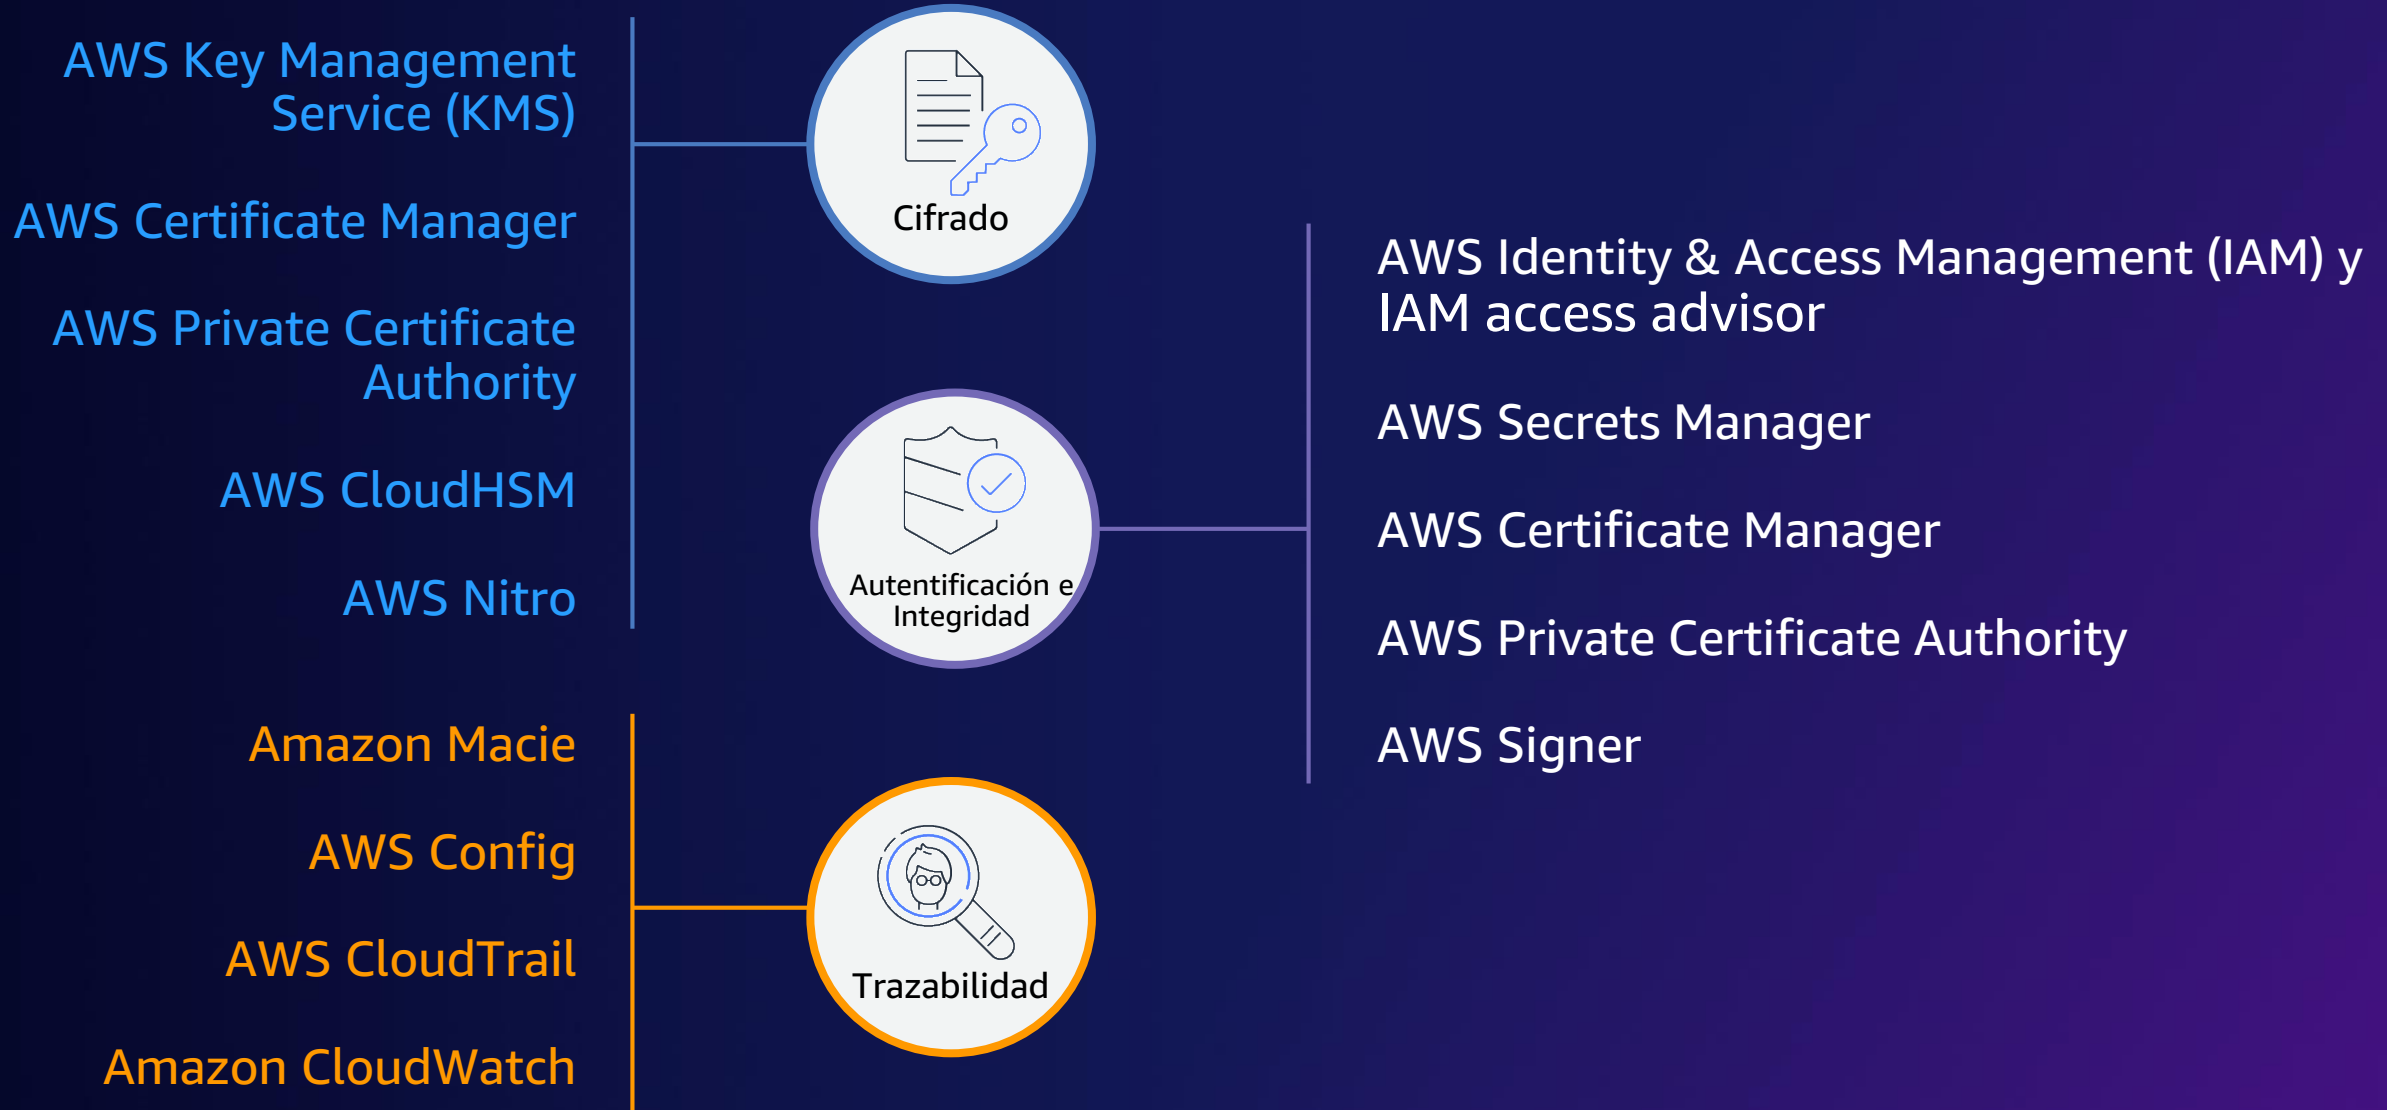 AWS Key Management
Service (KMS)
AWS Certificate Manager
AWS Private Certificate
Authority
AWS CloudHSM
AWS Nitro
Cifrado
Autentificación e
Integridad
AWS Identity & Access Management (IAM) y
IAM access advisor
AWS Secrets Manager
AWS Certificate Manager
AWS Private Certificate Authority
AWS Signer
Amazon Macie
AWS Config
AWS CloudTrail
Amazon CloudWatch
Trazabilidad